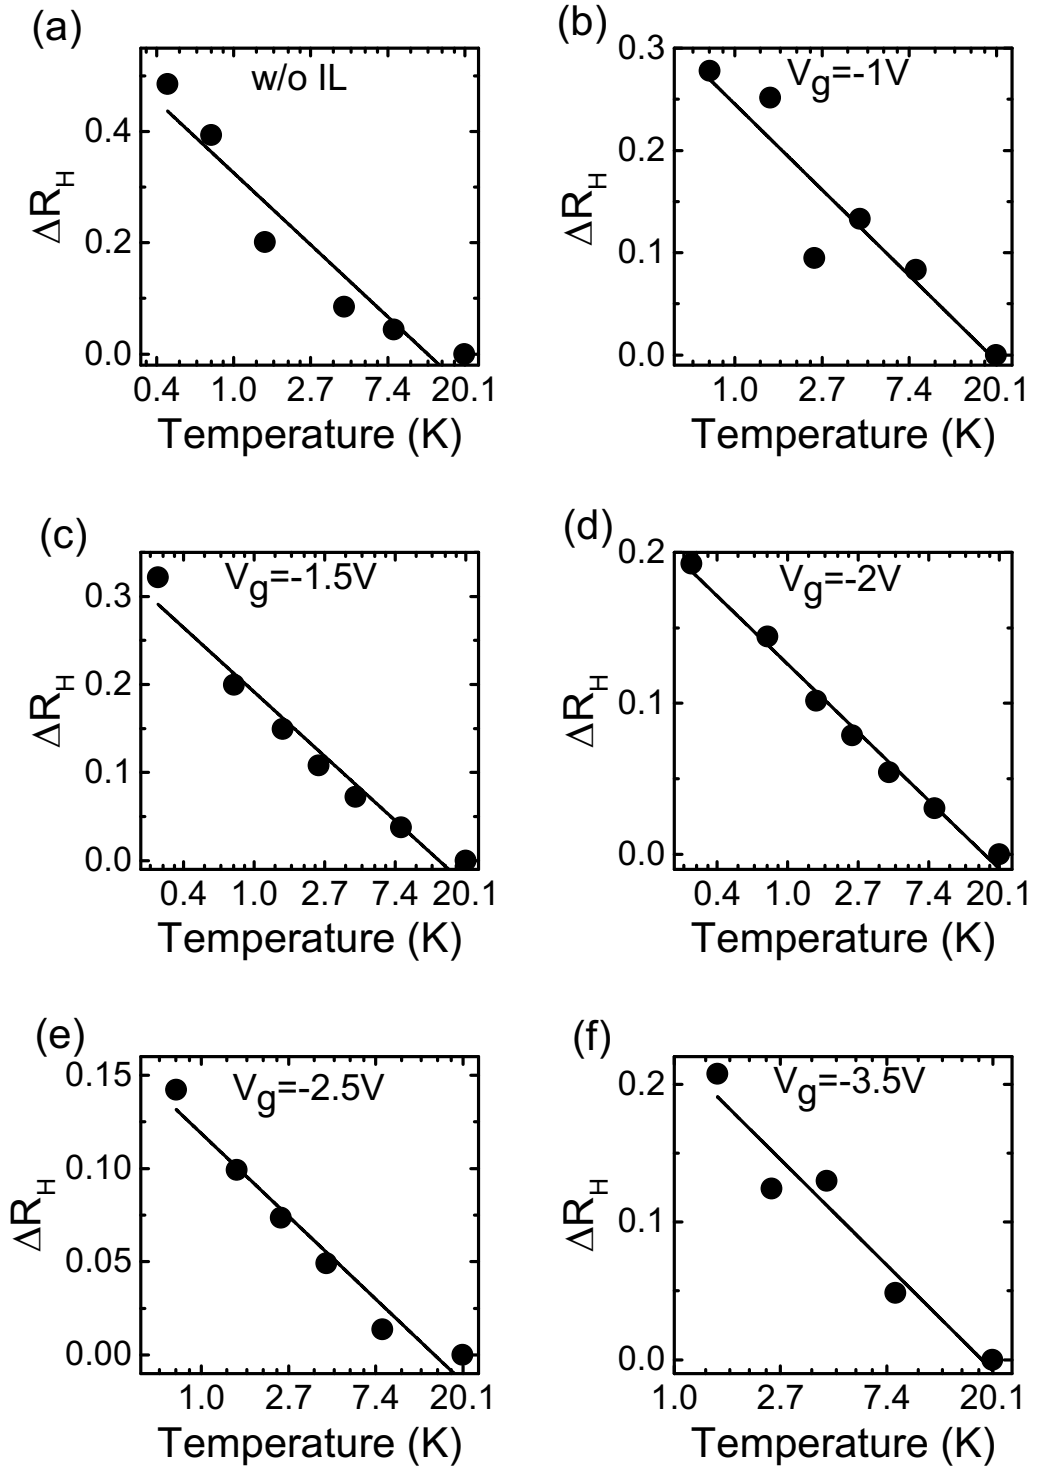 (a)
w/o IL
ΔR_H
0.4
0.2
0.0
0.4 1.0 2.7 7.4 20.1
Temperature (K)
(b)
V_g=-1V
ΔR_H
0.3
0.2
0.1
0.0
1.0 2.7 7.4 20.1
Temperature (K)
(c)
V_g=-1.5V
ΔR_H
0.3
0.2
0.1
0.0
0.4 1.0 2.7 7.4 20.1
Temperature (K)
(d)
V_g=-2V
ΔR_H
0.2
0.1
0.0
0.4 1.0 2.7 7.4 20.1
Temperature (K)
(e)
V_g=-2.5V
ΔR_H
0.15
0.10
0.05
0.00
1.0 2.7 7.4 20.1
Temperature (K)
(f)
V_g=-3.5V
ΔR_H
0.2
0.1
0.0
1.0 2.7 7.4 20.1
Temperature (K)